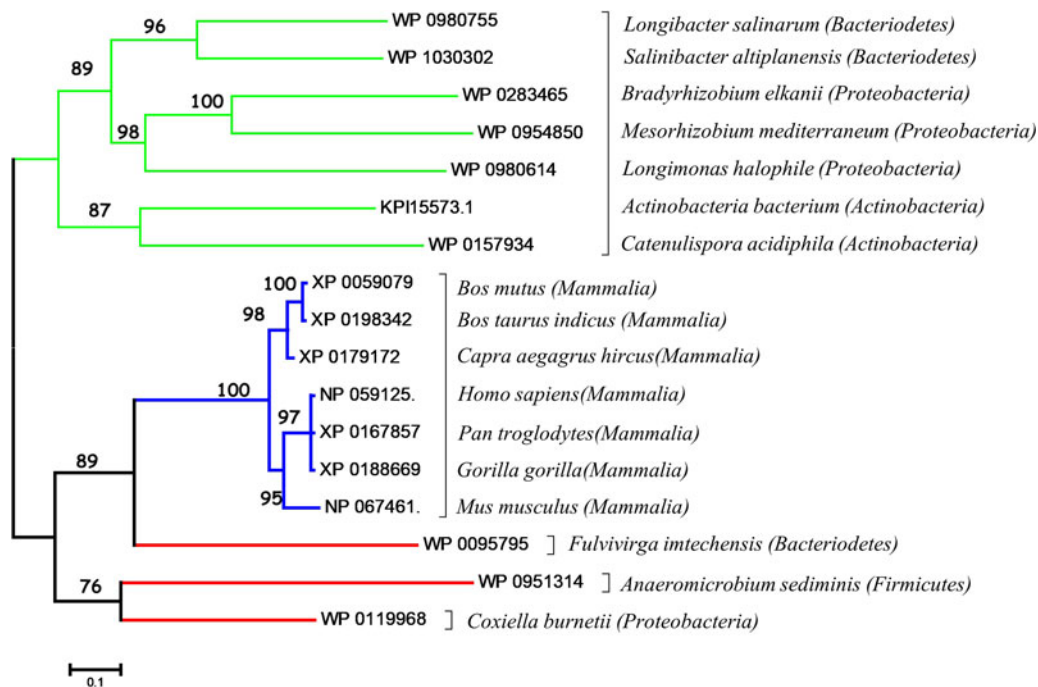 96
WP 0980755 Longibacter salinarum (Bacteriodetes)
89
WP 1030302 Salinibacter altiplanensis (Bacteriodetes)
100
WP 0283465 Bradyrhizobium elkanii (Proteobacteria)
98
WP 0954850 Mesorhizobium mediterraneum (Proteobacteria)
WP 0980614 Longimonas halophile (Proteobacteria)
87
KPI15573.1 Actinobacteria bacterium (Actinobacteria)
WP 0157934 Catenulispora acidiphila (Actinobacteria)
100
XP 0059079 Bos mutus (Mammalia)
98
XP 0198342 Bos taurus indicus (Mammalia)
XP 0179172 Capra aegagrus hircus(Mammalia)
100
NP 059125. Homo sapiens(Mammalia)
97
XP 0167857 Pan troglodytes(Mammalia)
89
XP 0188669 Gorilla gorilla(Mammalia)
95
NP 067461. Mus musculus (Mammalia)
WP 0095795 Fulvivirga imtechensis (Bacteriodetes)
76
WP 0951314 Anaeromicrobium sediminis (Firmicutes)
WP 0119968 Coxiella burnetii (Proteobacteria)
0.1